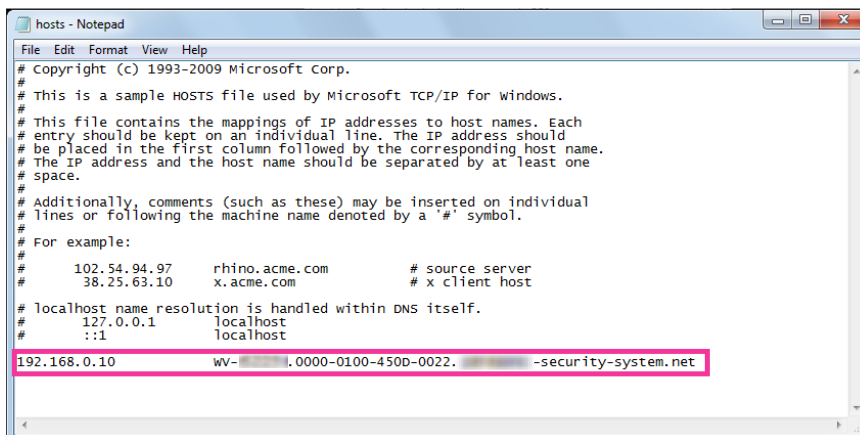 hosts - Notepad
File Edit Format View Help
# Copyright (c) 1993-2009 Microsoft Corp.
#
# This is a sample HOSTS file used by Microsoft TCP/IP for Windows.
#
# This file contains the mappings of IP addresses to host names. Each
# entry should be kept on an individual line. The IP address should
# be placed in the first column followed by the corresponding host name.
# The IP address and the host name should be separated by at least one
# space.
#
# Additionally, comments (such as these) may be inserted on individual
# lines or following the machine name denoted by a '#' symbol.
#
# For example:
#
# 102.54.94.97 rhino.acme.com # source server
# 38.25.63.10 x.acme.com # x client host

# localhost name resolution is handled within DNS itself.
# 127.0.0.1 localhost
# ::1 localhost
192.168.0.10 WV- .0000-0100-450D-0022. -security-system.net